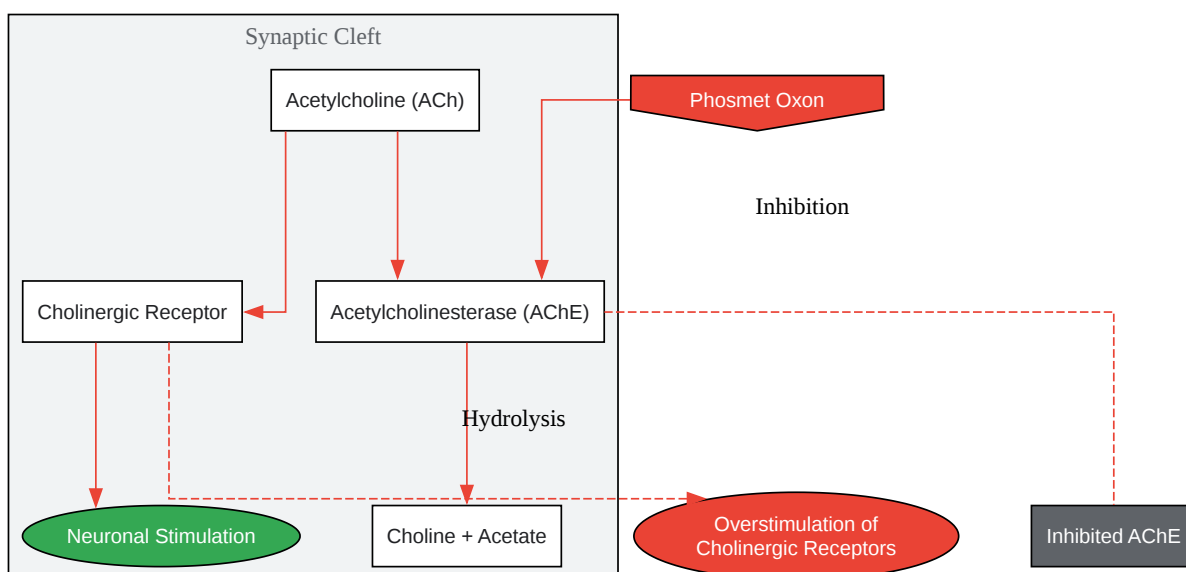 Synaptic Cleft
Acetylcholine (ACh)
Phosmet Oxon
Inhibition
Cholinergic Receptor
Acetylcholinesterase (AChE)
Hydrolysis
Neuronal Stimulation
Choline + Acetate
Overstimulation of
Cholinergic Receptors
Inhibited AChE